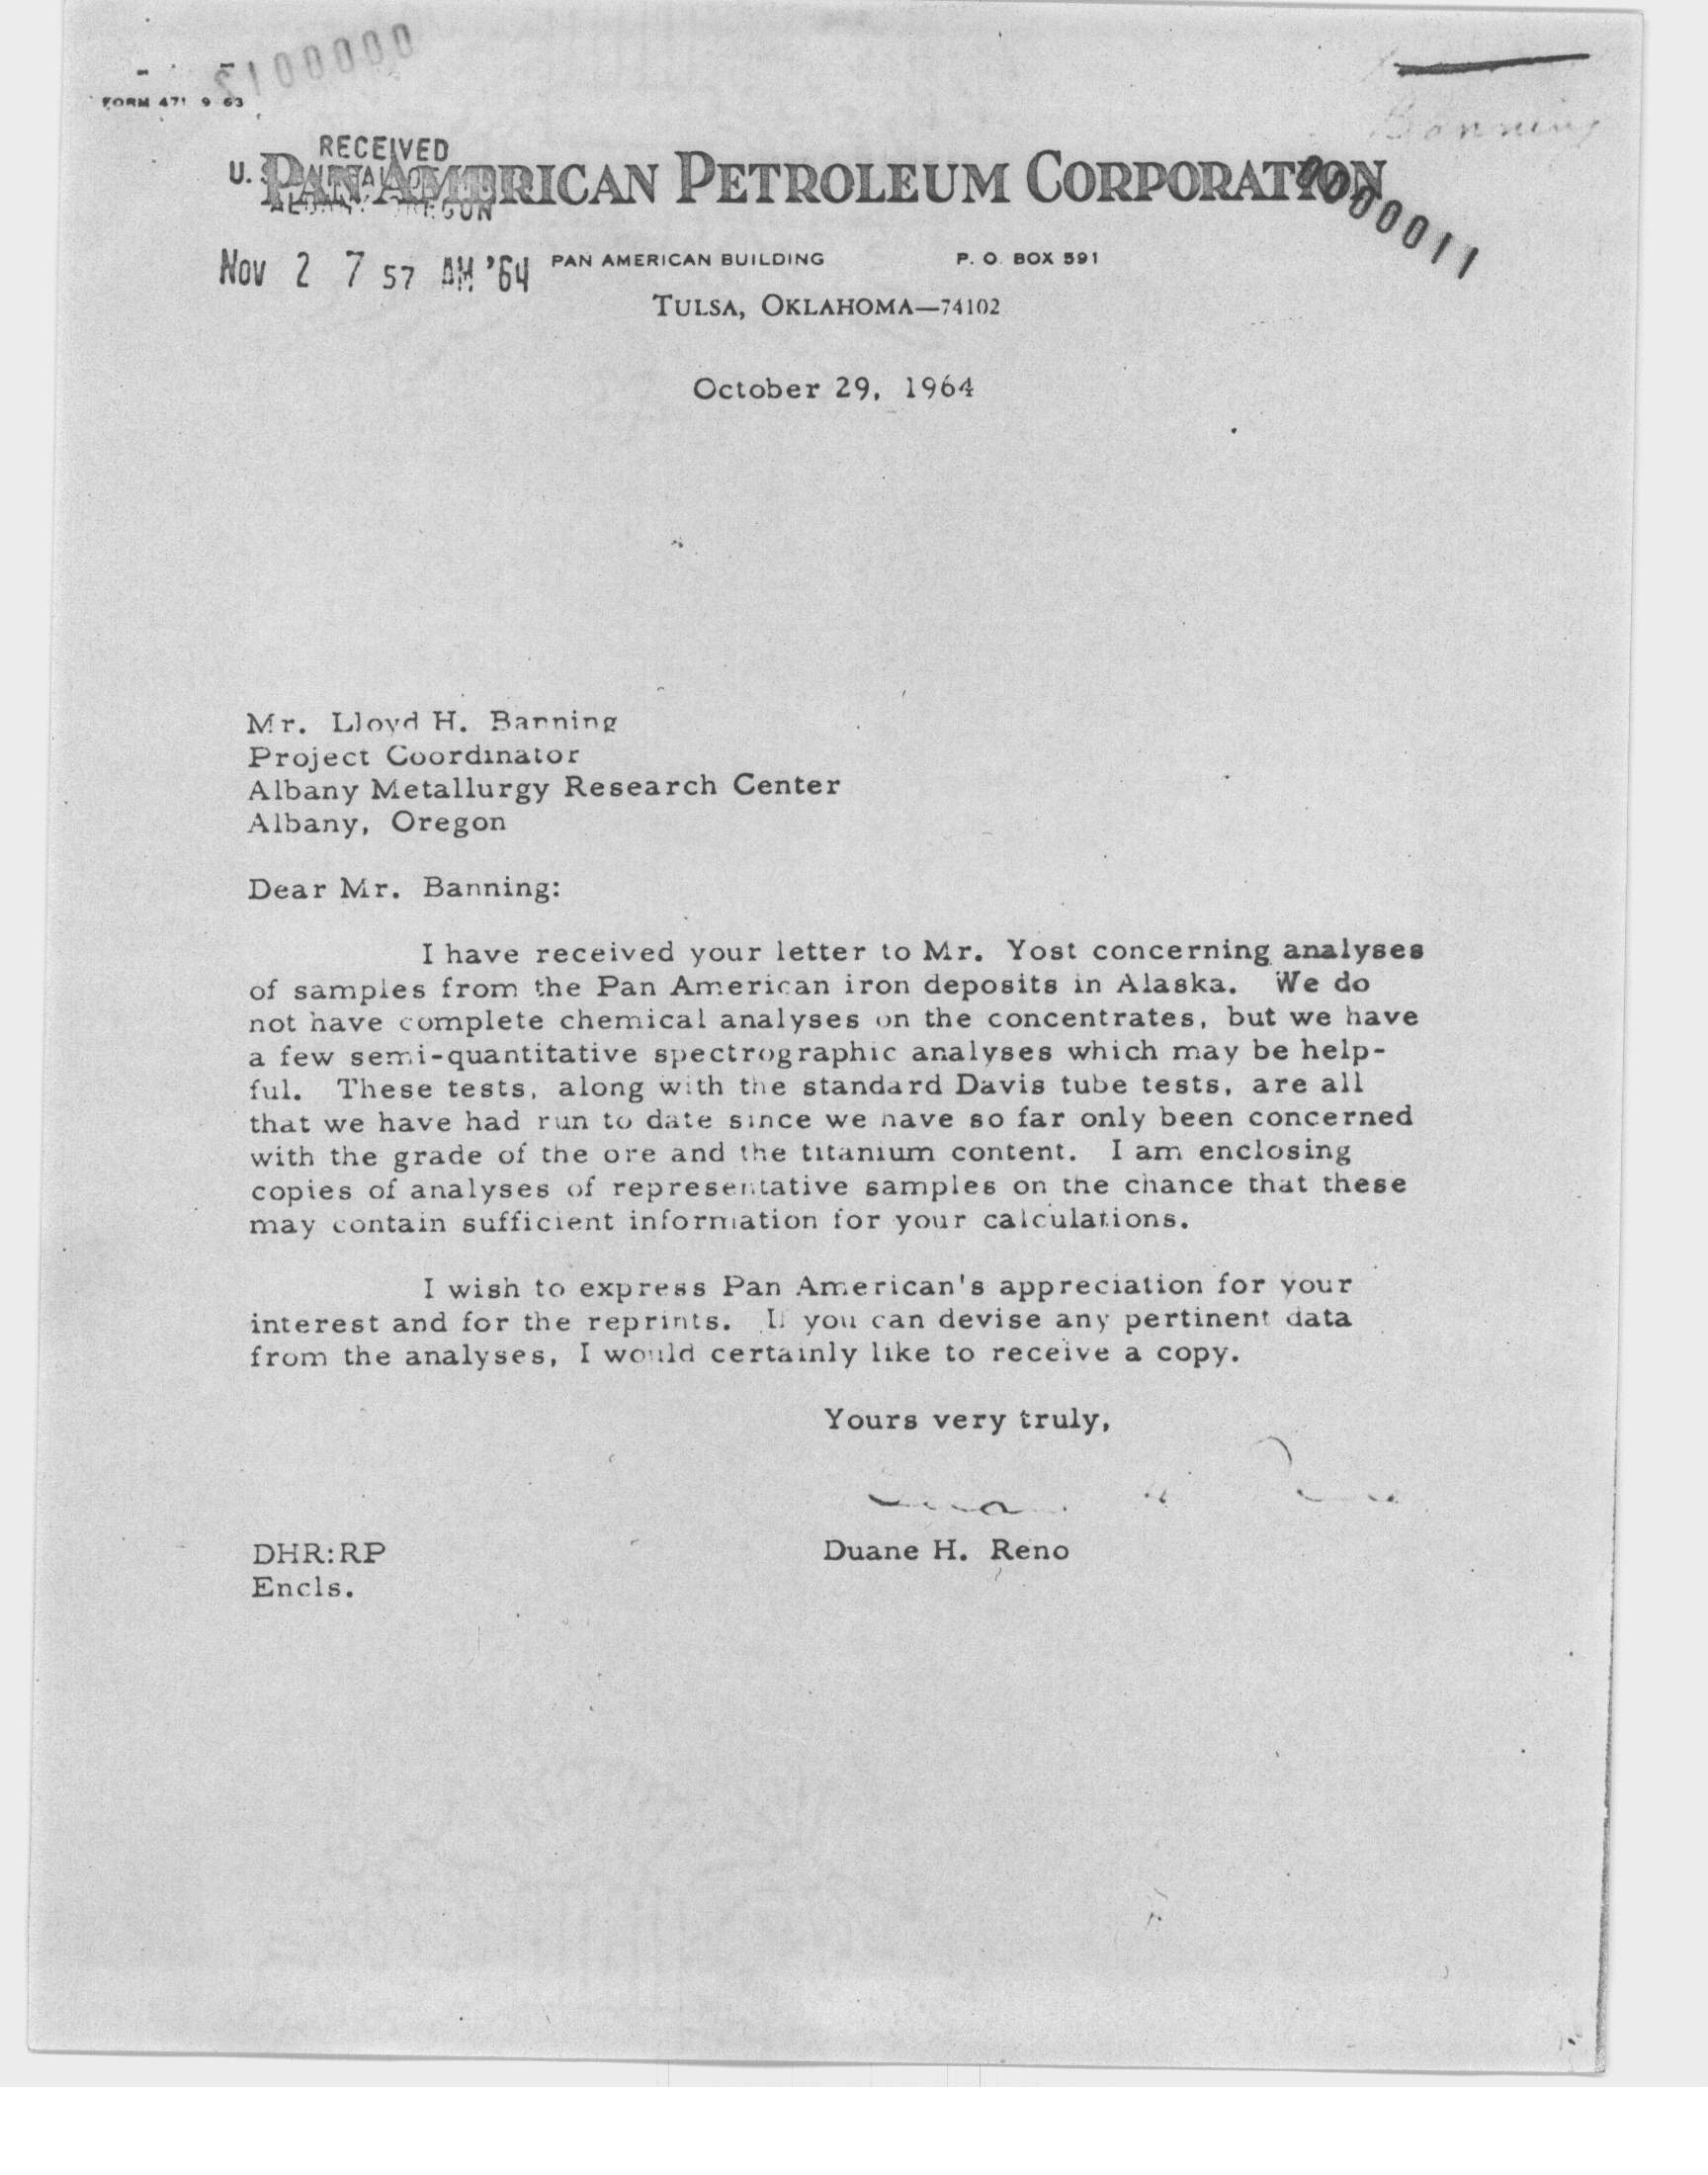 FORM 471 9 63
RECEIVED
U. S.
PAN AMERICAN PETROLEUM CORPORATION
OREGON
0000011
Nov 2 7 57 AM '64
PAN AMERICAN BUILDING P. O. BOX 591
TULSA, OKLAHOMA—74102
Banning
October 29, 1964
Mr. Lloyd H. Banning
Project Coordinator
Albany Metallurgy Research Center
Albany, Oregon
Dear Mr. Banning:
I have received your letter to Mr. Yost concerning analyses
of samples from the Pan American iron deposits in Alaska. We do
not have complete chemical analyses on the concentrates, but we have
a few semi-quantitative spectrographic analyses which may be help-
ful. These tests, along with the standard Davis tube tests, are all
that we have had run to date since we have so far only been concerned
with the grade of the ore and the titanium content. I am enclosing
copies of analyses of representative samples on the chance that these
may contain sufficient information for your calculations.
I wish to express Pan American's appreciation for your
interest and for the reprints. If you can devise any pertinent data
from the analyses, I would certainly like to receive a copy.
Yours very truly,
Duane H. Reno
DHR:RP
Encls.